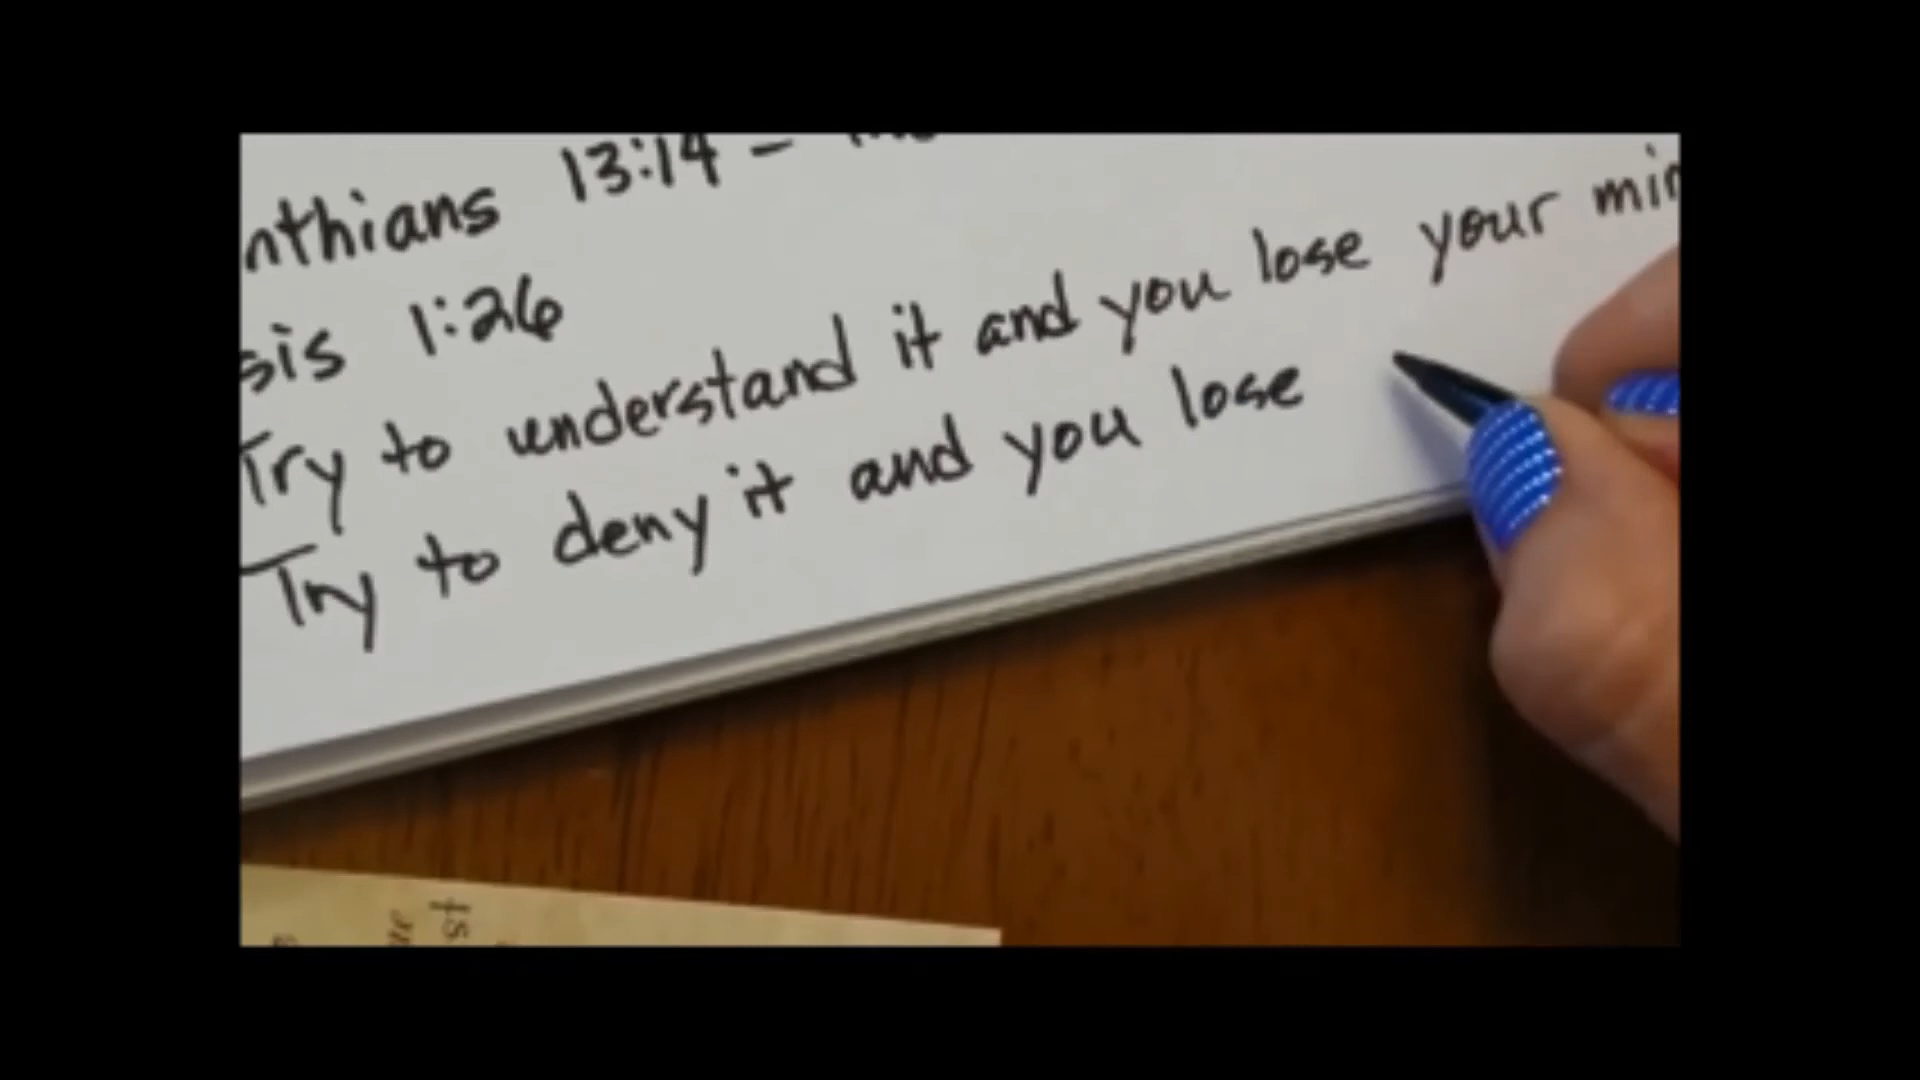 nthians 13:14 -
sis 1:26
Try to understand it and you lose your min
Try to deny it and you lose